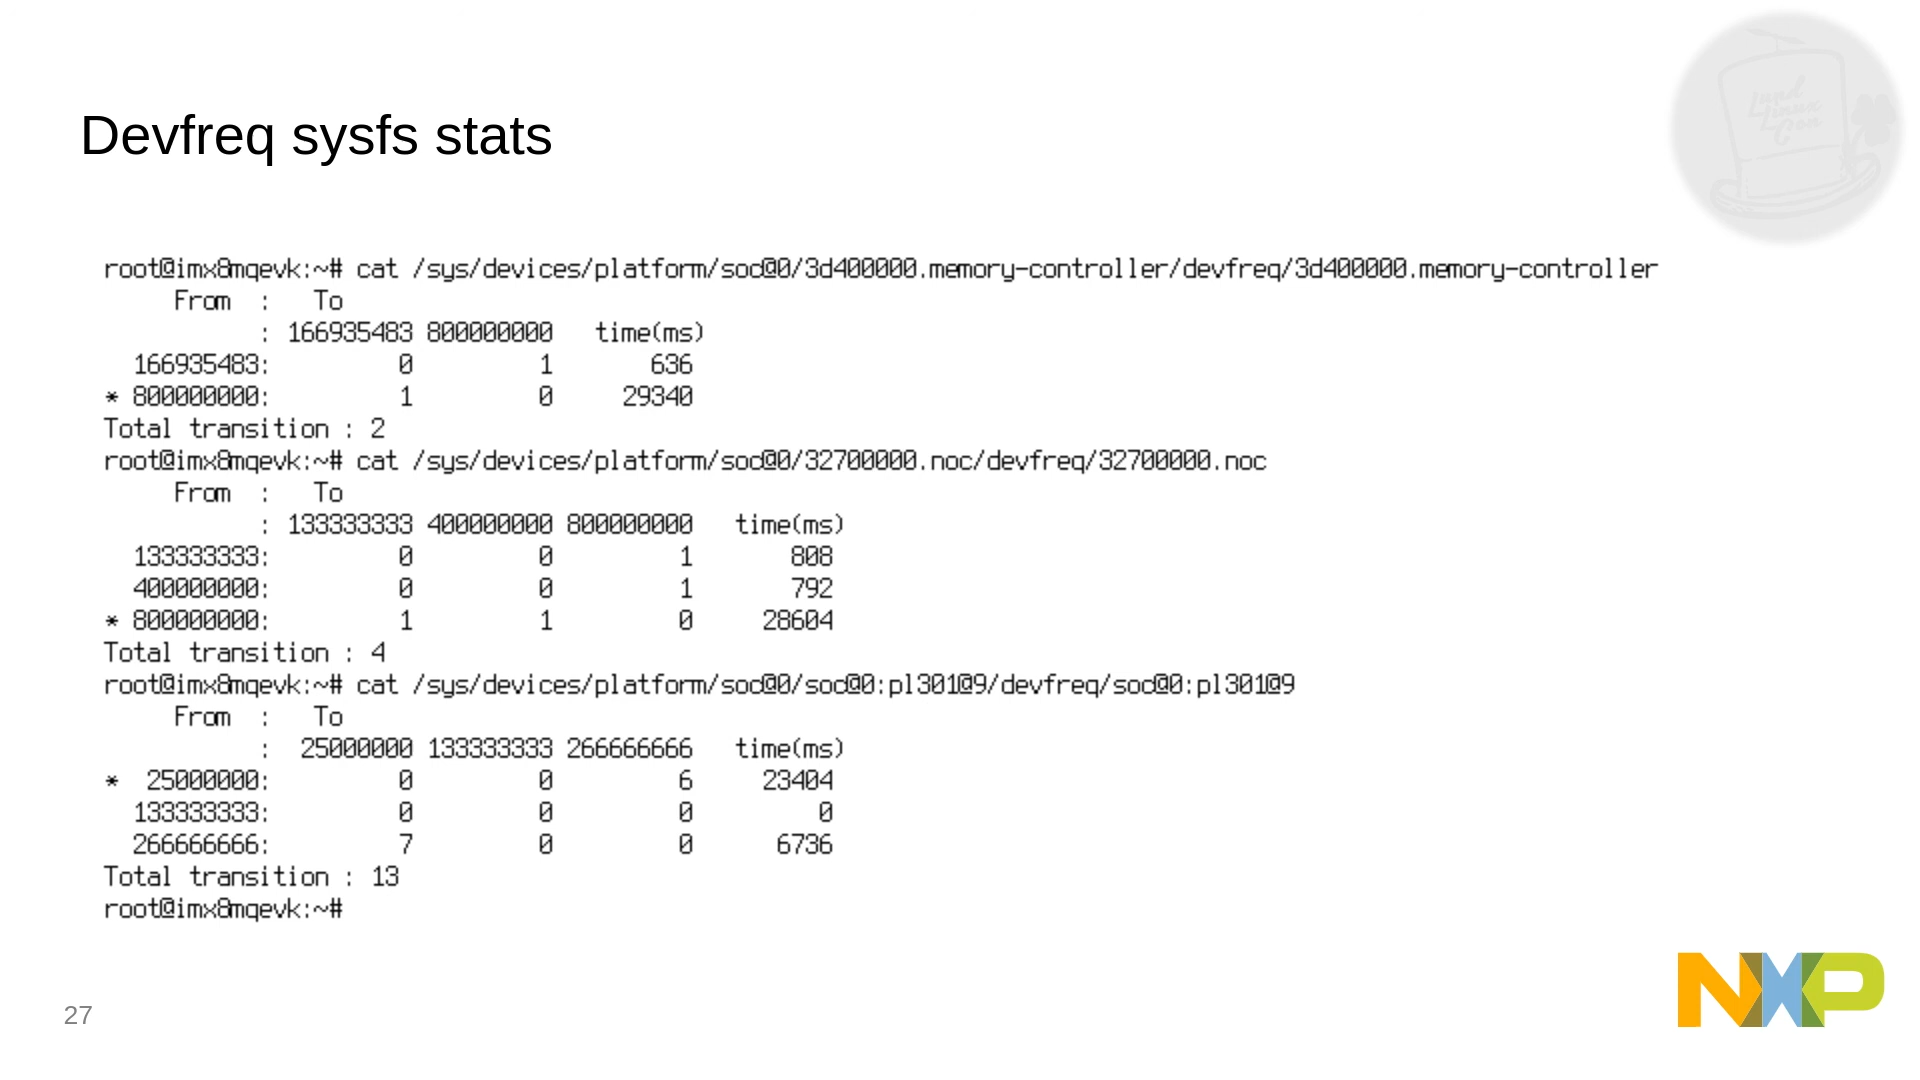 Devfreq sysfs stats
Lund
Linux
Con
root@imx8mqevk:~# cat /sys/devices/platform/soc@0/3d400000.memory-controller/devfreq/3d400000.memory-controller
     From  :   To
           : 166935483 800000000   time(ms)
  166935483:         0         1       636
* 800000000:         1         0     29340
Total transition : 2
root@imx8mqevk:~# cat /sys/devices/platform/soc@0/32700000.noc/devfreq/32700000.noc
     From  :   To
           : 133333333 400000000 800000000   time(ms)
  133333333:         0         0         1       808
  400000000:         0         0         1       792
* 800000000:         1         1         0     28604
Total transition : 4
root@imx8mqevk:~# cat /sys/devices/platform/soc@0/soc@0:pl301@9/devfreq/soc@0:pl301@9
     From  :   To
           :  25000000 133333333 266666666   time(ms)
*  25000000:         0         0         6     23404
  133333333:         0         0         0         0
  266666666:         7         0         0      6736
Total transition : 13
root@imx8mqevk:~#
27
NXP